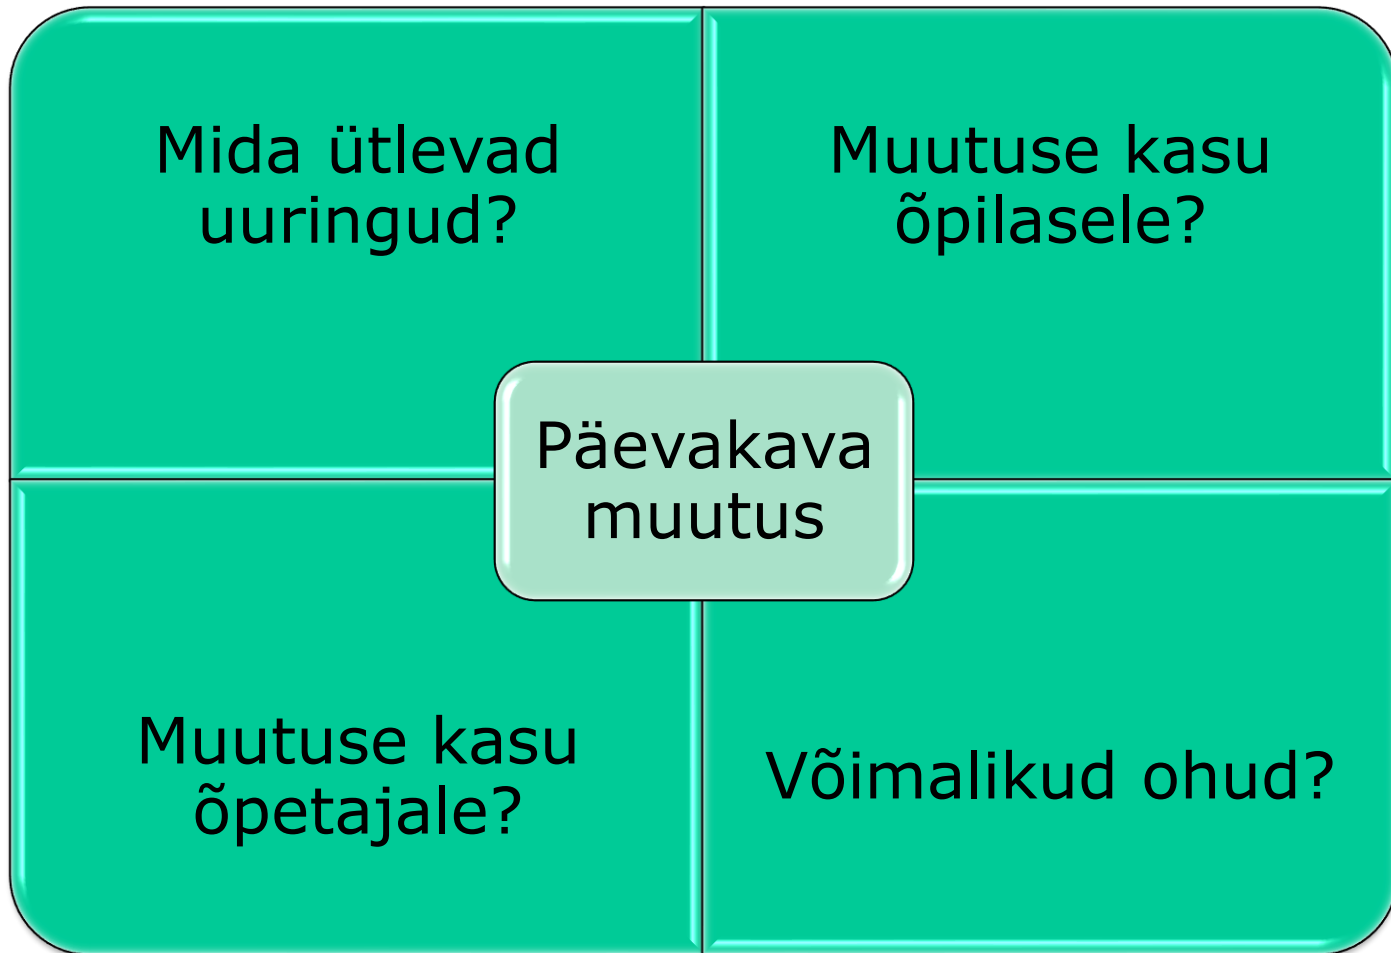 Mida ütlevad
uuringud?
Muutuse kasu
õpilasele?
Päevakava
muutus
Muutuse kasu
õpetajale?
Võimalikud ohud?